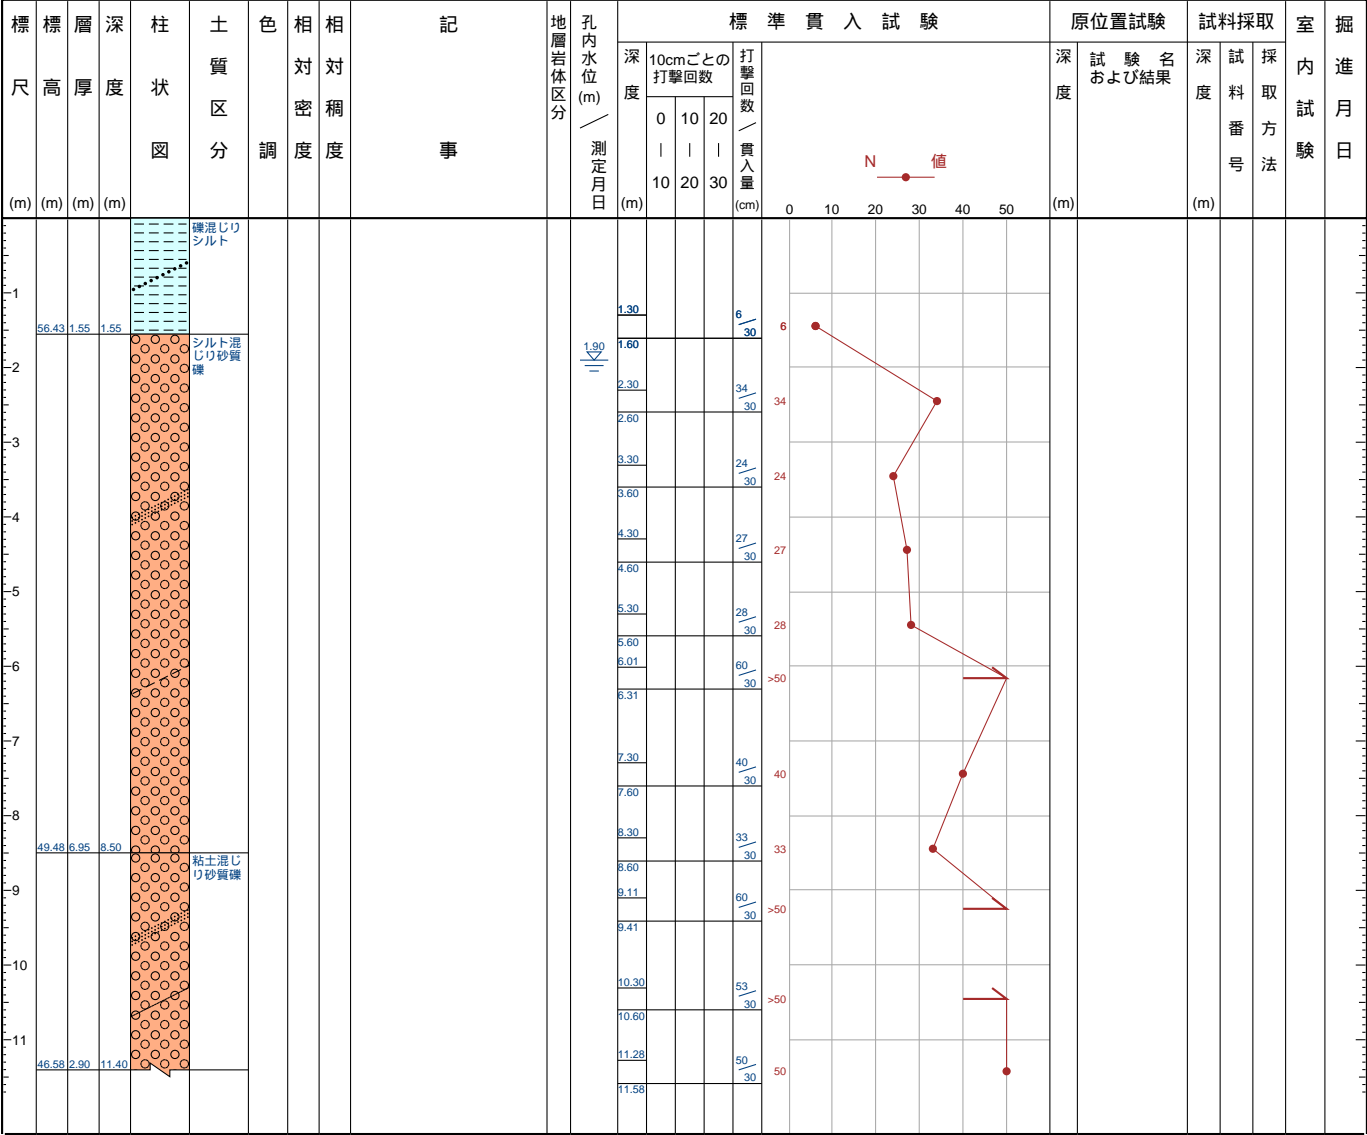 標尺(m)
標高(m)
層厚(m)
深度(m)
柱状図
土質区分
色調
相対密度
相対稠度
記事
地層岩体区分
孔内水位(m)／測定月日
標準貫入試験
深度(m)
10cmごとの
打撃回数
0
|
10
10
|
20
20
|
30
打撃回数／貫入量(cm)
N 値
0 10 20 30 40 50
原位置試験
深度(m)
試験名
および結果
試料採取
深度(m)
試料番号
採取方法
室内試験
掘進月日
礫混じり
シルト
1
1.30
6/30
6
56.43 1.55 1.55
1.60
シルト混
じり砂質
礫
1.90
2
2.30
34/30
34
2.60
3
3.30
24/30
24
3.60
4
4.30
27/30
27
4.60
5
5.30
28/30
28
5.60
6
6.01
60/30
>50
6.31
7
7.30
40/30
40
7.60
8
8.30
33/30
33
49.48 6.95 8.50
8.60
粘土混じ
り砂質礫
9
9.11
60/30
>50
9.41
10
10.30
53/30
>50
10.60
11
11.28
50/30
50
46.58 2.90 11.40
11.58